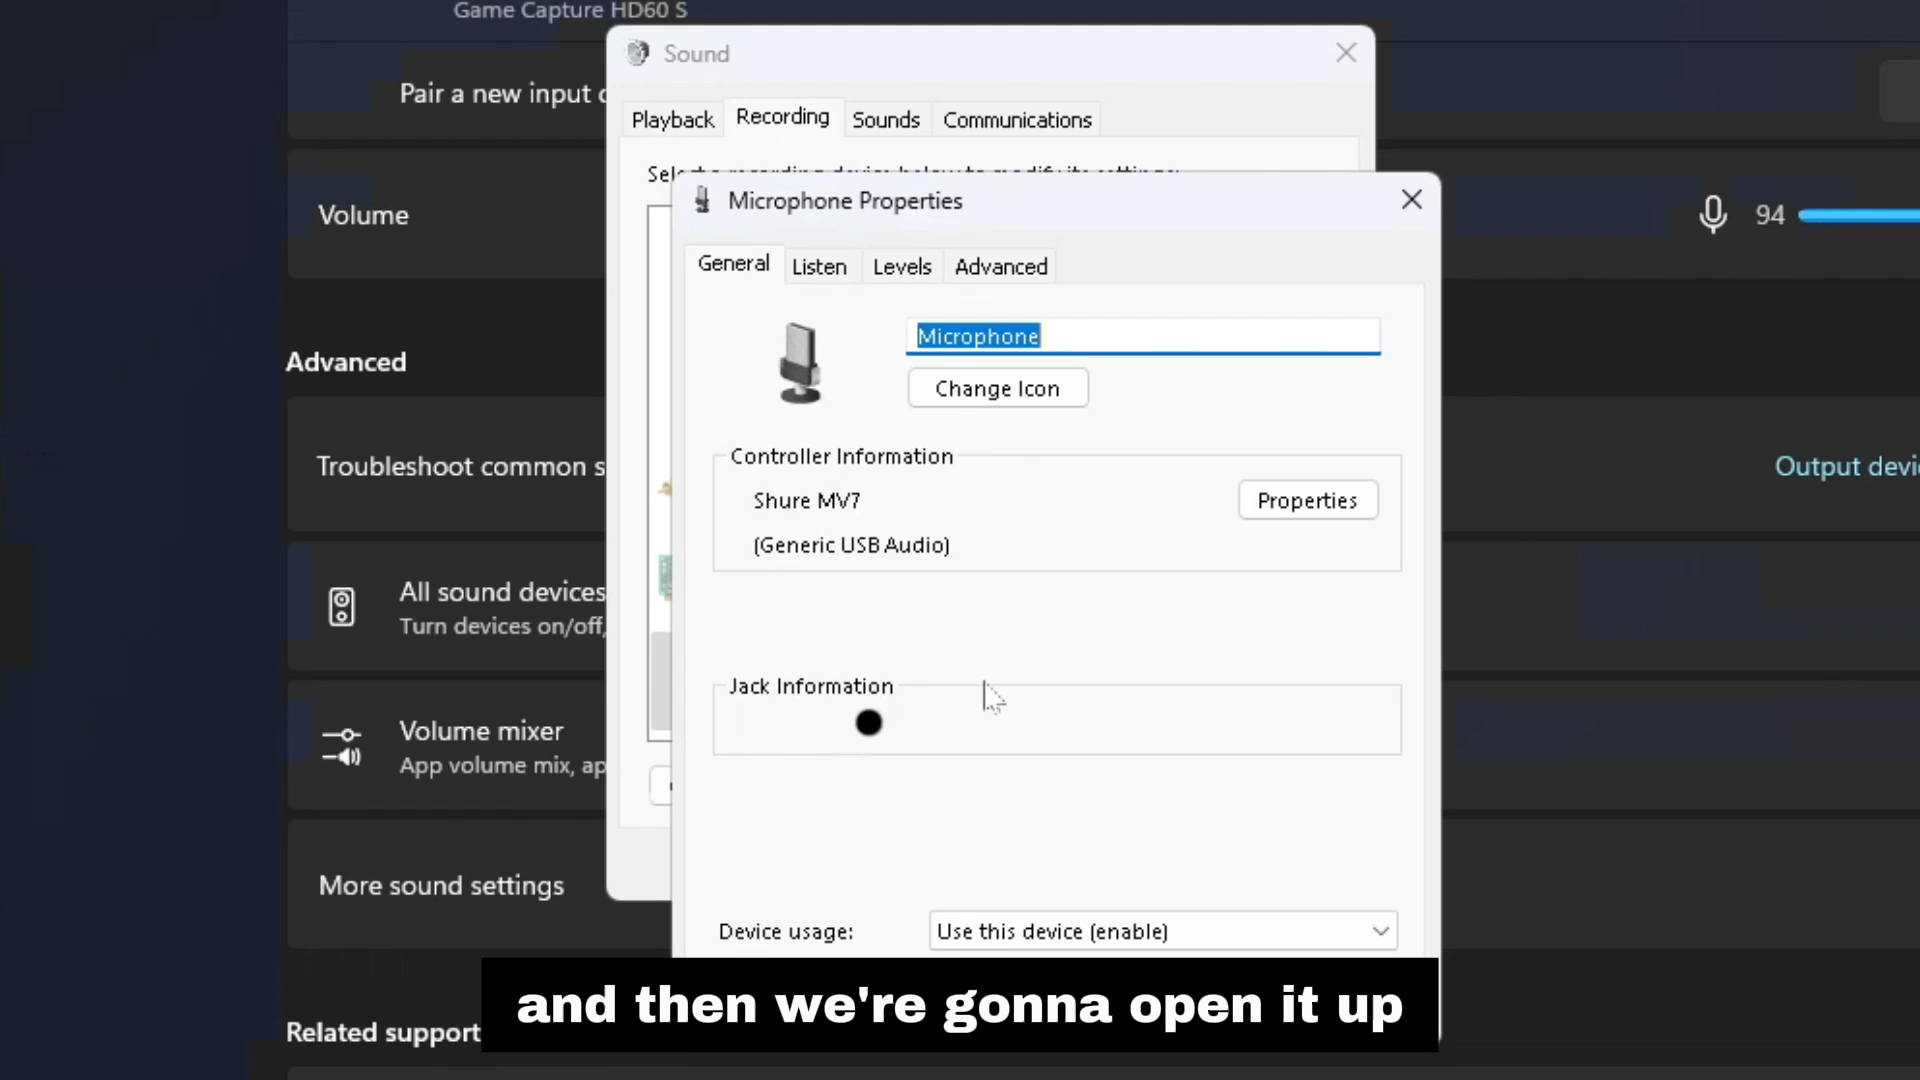 Game Capture HD60 S
Sound
Pair a new input
Playback
Recording
Sounds
Communications
Volume
94
Microphone Properties
General
Listen
Levels
Advanced
Microphone
Change Icon
Advanced
Controller Information
Troubleshoot common s
Output devi
Shure MV7
Properties
(Generic USB Audio)
All sound devices
Turn devices on/off,
Jack Information
Volume mixer
App volume mix, ap
More sound settings
Device usage:
Use this device (enable)
and then we're gonna open it up
Related support